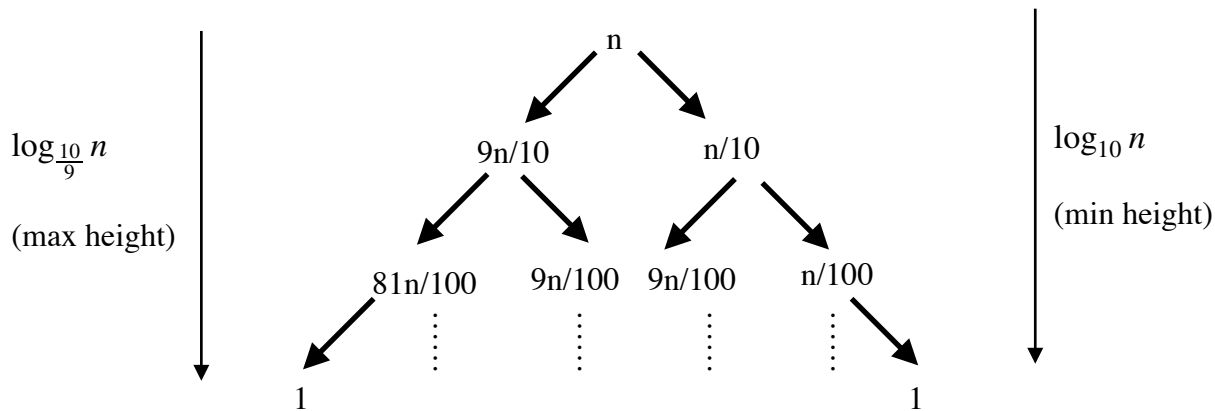 n
log_{10/9} n
(max height)
9n/10
n/10
log_{10} n
(min height)
81n/100
9n/100
9n/100
n/100
1
1